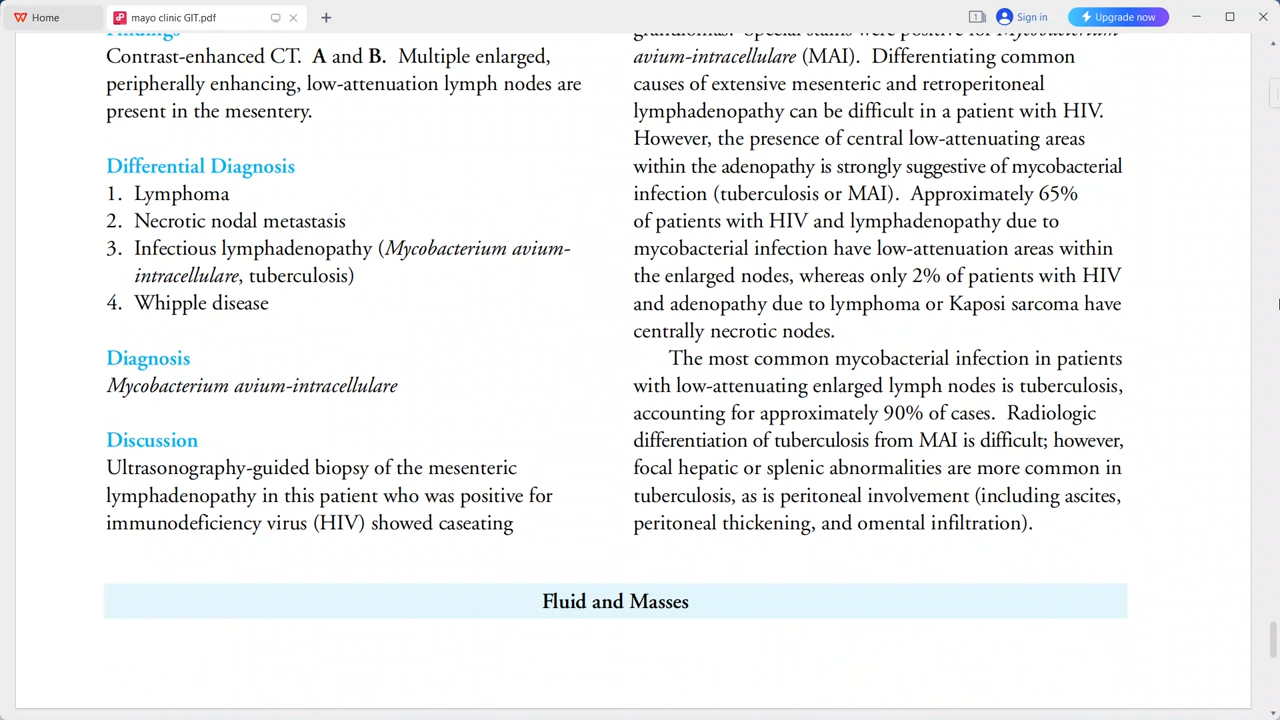 Home
mayo clinic GIT.pdf
1
Sign in
Upgrade now
Findings
Contrast-enhanced CT.  A and B.  Multiple enlarged,
peripherally enhancing, low-attenuation lymph nodes are
present in the mesentery.
Differential Diagnosis
1.  Lymphoma
2.  Necrotic nodal metastasis
3.  Infectious lymphadenopathy (Mycobacterium avium-
intracellulare, tuberculosis)
4.  Whipple disease
Diagnosis
Mycobacterium avium-intracellulare
Discussion
Ultrasonography-guided biopsy of the mesenteric
lymphadenopathy in this patient who was positive for
immunodeficiency virus (HIV) showed caseating
granulomas.  Special stains were positive for Mycobacterium
avium-intracellulare (MAI).  Differentiating common
causes of extensive mesenteric and retroperitoneal
lymphadenopathy can be difficult in a patient with HIV.
However, the presence of central low-attenuating areas
within the adenopathy is strongly suggestive of mycobacterial
infection (tuberculosis or MAI).  Approximately 65%
of patients with HIV and lymphadenopathy due to
mycobacterial infection have low-attenuation areas within
the enlarged nodes, whereas only 2% of patients with HIV
and adenopathy due to lymphoma or Kaposi sarcoma have
centrally necrotic nodes.
The most common mycobacterial infection in patients
with low-attenuating enlarged lymph nodes is tuberculosis,
accounting for approximately 90% of cases.  Radiologic
differentiation of tuberculosis from MAI is difficult; however,
focal hepatic or splenic abnormalities are more common in
tuberculosis, as is peritoneal involvement (including ascites,
peritoneal thickening, and omental infiltration).
Fluid and Masses